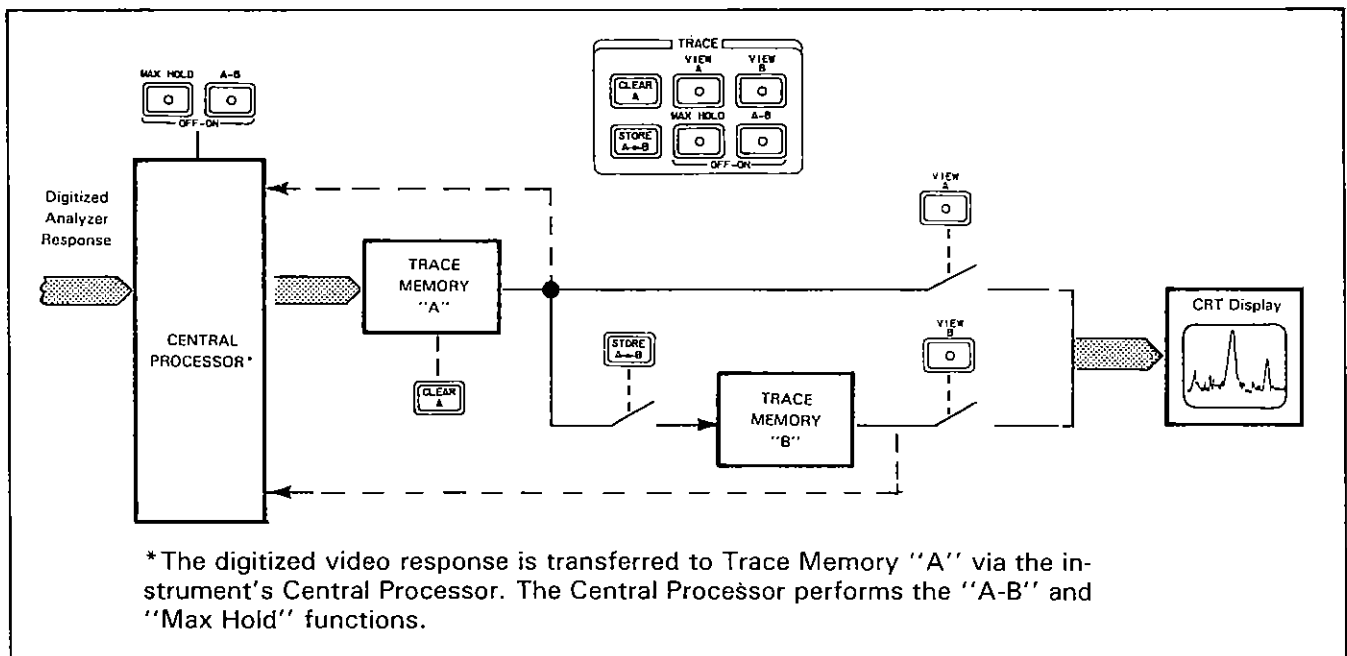 TRACE
VIEW
A
VIEW
B
CLEAR
A
MAX HOLD
A-B
STORE
A→B
OFF-ON
MAX HOLD
A-B
OFF-ON
Digitized
Analyzer
Response
CENTRAL
PROCESSOR*
TRACE
MEMORY
"A"
CLEAR
A
STORE
A→B
TRACE
MEMORY
"B"
VIEW
A
VIEW
B
CRT Display
*The digitized video response is transferred to Trace Memory ''A'' via the in-
strument's Central Processor. The Central Processor performs the ''A-B'' and
''Max Hold'' functions.